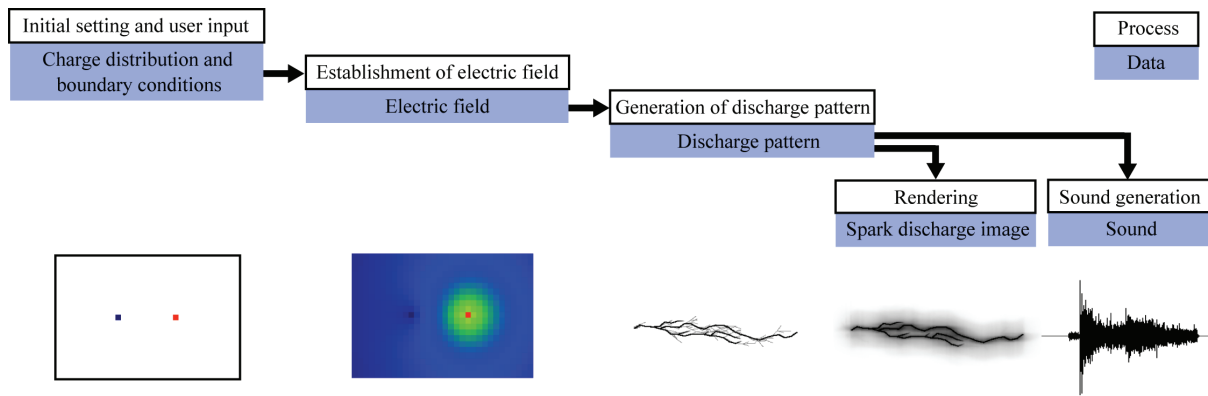 Initial setting and user input
Charge distribution and
boundary conditions
Establishment of electric field
Electric field
Generation of discharge pattern
Discharge pattern
Rendering
Spark discharge image
Sound generation
Sound
Process
Data